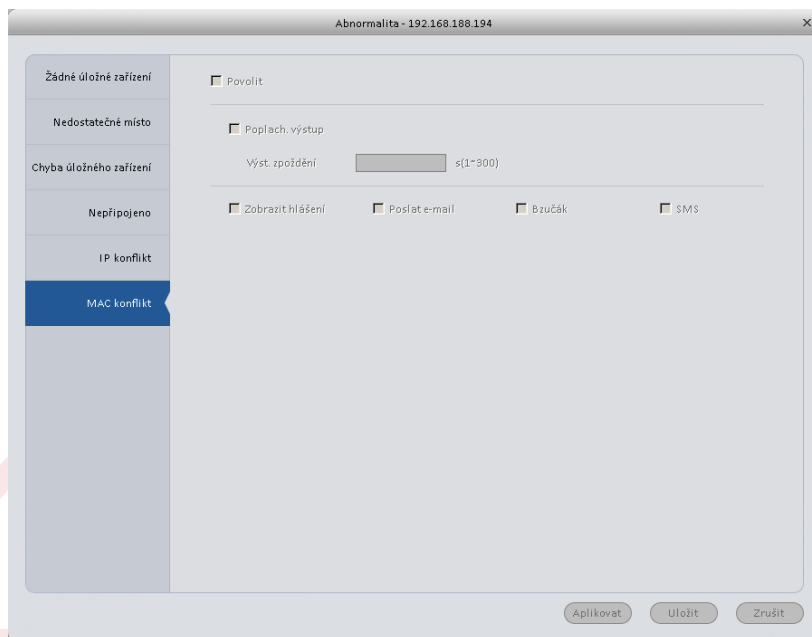 Abnormalita - 192.168.188.194
Žádné úložné zařízení
Nedostatečné místo
Chyba úložného zařízení
Nepřipojeno
IP konflikt
MAC konflikt
Povolit
Poplach. výstup
Výst. zpoždění s(1~300)
Zobrazit hlášení Poslat e-mail Bzučák SMS
Aplikovat Uložit Zrušit